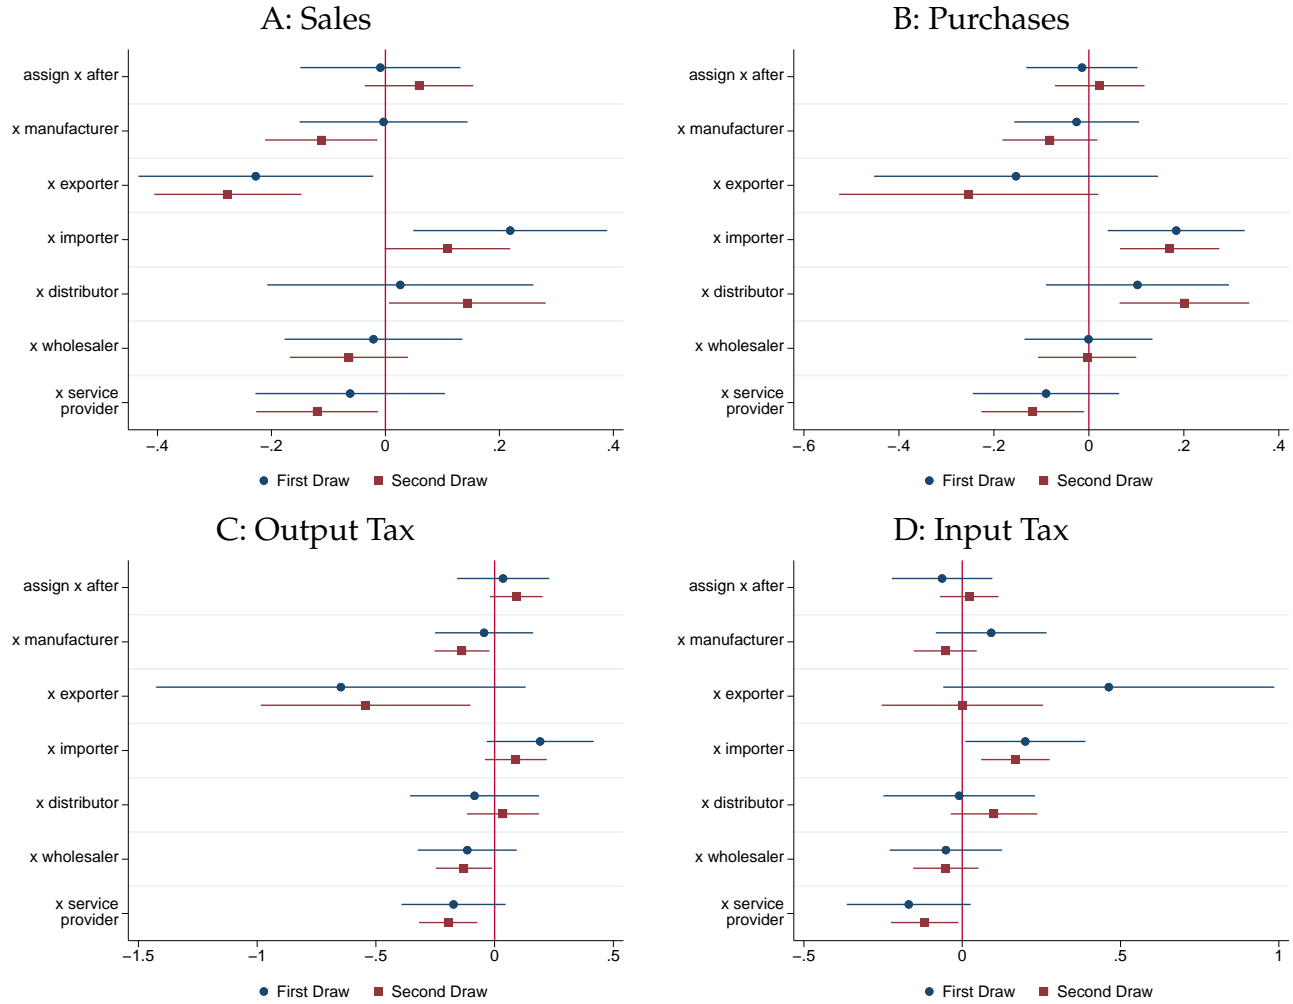 A: Sales
assign x after
x manufacturer
x exporter
x importer
x distributor
x wholesaler
x service
provider
−.4 −.2 0 .2 .4
First Draw Second Draw
B: Purchases
assign x after
x manufacturer
x exporter
x importer
x distributor
x wholesaler
x service
provider
−.6 −.4 −.2 0 .2 .4
First Draw Second Draw
C: Output Tax
assign x after
x manufacturer
x exporter
x importer
x distributor
x wholesaler
x service
provider
−1.5 −1 −.5 0 .5
First Draw Second Draw
D: Input Tax
assign x after
x manufacturer
x exporter
x importer
x distributor
x wholesaler
x service
provider
−.5 0 .5 1
First Draw Second Draw